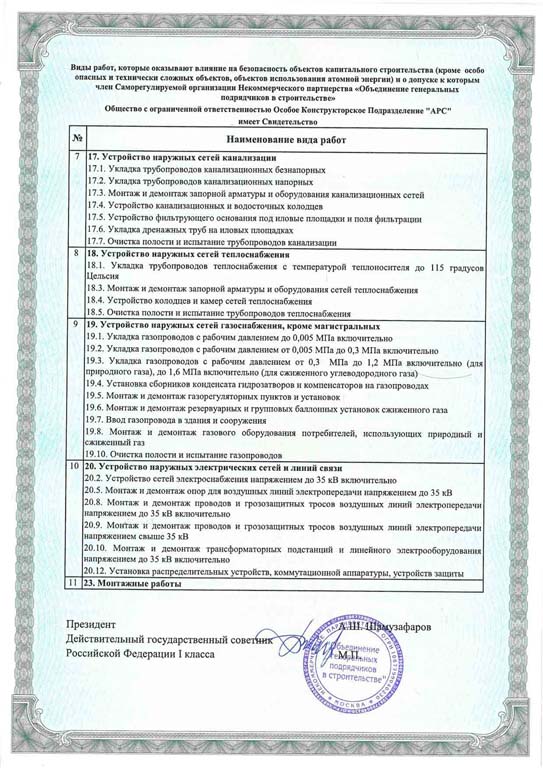 Виды работ, которые оказывают влияние на безопасность объектов капитального строительства (кроме особо
опасных и технически сложных объектов, объектов использования атомной энергии) и о допуске к которым
член Саморегулируемой организации Некоммерческого партнерства «Объединение генеральных
подрядчиков в строительстве»
Общество с ограниченной ответственностью Особое Конструкторское Подразделение "АРС"
имеет Свидетельство
№ Наименование вида работ
7 17. Устройство наружных сетей канализации
17.1. Укладка трубопроводов канализационных безнапорных
17.2. Укладка трубопроводов канализационных напорных
17.3. Монтаж и демонтаж запорной арматуры и оборудования канализационных сетей
17.4. Устройство канализационных и водосточных колодцев
17.5. Устройство фильтрующего основания под иловые площадки и поля фильтрации
17.6. Укладка дренажных труб на иловых площадках
17.7. Очистка полости и испытание трубопроводов канализации
8 18. Устройство наружных сетей теплоснабжения
18.1. Укладка трубопроводов теплоснабжения с температурой теплоносителя до 115 градусов
Цельсия
18.3. Монтаж и демонтаж запорной арматуры и оборудования сетей теплоснабжения
18.4. Устройство колодцев и камер сетей теплоснабжения
18.5. Очистка полости и испытание трубопроводов теплоснабжения
9 19. Устройство наружных сетей газоснабжения, кроме магистральных
19.1. Укладка газопроводов с рабочим давлением до 0,005 МПа включительно
19.2. Укладка газопроводов с рабочим давлением от 0,005 МПа до 0,3 МПа включительно
19.3. Укладка газопроводов с рабочим давлением от 0,3 МПа до 1,2 МПа включительно (для
природного газа), до 1,6 МПа включительно (для сжиженного углеводородного газа)
19.4. Установка сборников конденсата гидрозатворов и компенсаторов на газопроводах
19.5. Монтаж и демонтаж газорегуляторных пунктов и установок
19.6. Монтаж и демонтаж резервуарных и групповых баллонных установок сжиженного газа
19.7. Ввод газопровода в здания и сооружения
19.8. Монтаж и демонтаж газового оборудования потребителей, использующих природный и
сжиженный газ
19.10. Очистка полости и испытание газопроводов
10 20. Устройство наружных электрических сетей и линий связи
20.2. Устройство сетей электроснабжения напряжением до 35 кВ включительно
20.5. Монтаж и демонтаж опор для воздушных линий электропередачи напряжением до 35 кВ
20.8. Монтаж и демонтаж проводов и грозозащитных тросов воздушных линий электропередачи
напряжением до 35 кВ включительно
20.9. Монтаж и демонтаж проводов и грозозащитных тросов воздушных линий электропередачи
напряжением свыше 35 кВ
20.10. Монтаж и демонтаж трансформаторных подстанций и линейного электрооборудования
напряжением до 35 кВ включительно
20.12. Установка распределительных устройств, коммутационной аппаратуры, устройств защиты
11 23. Монтажные работы
Президент А.Ш. Шамузафаров
Действительный государственный советник
Российской Федерации I класса М.П.
Объединение
генеральных
подрядчиков
в строительстве
МОСКВА